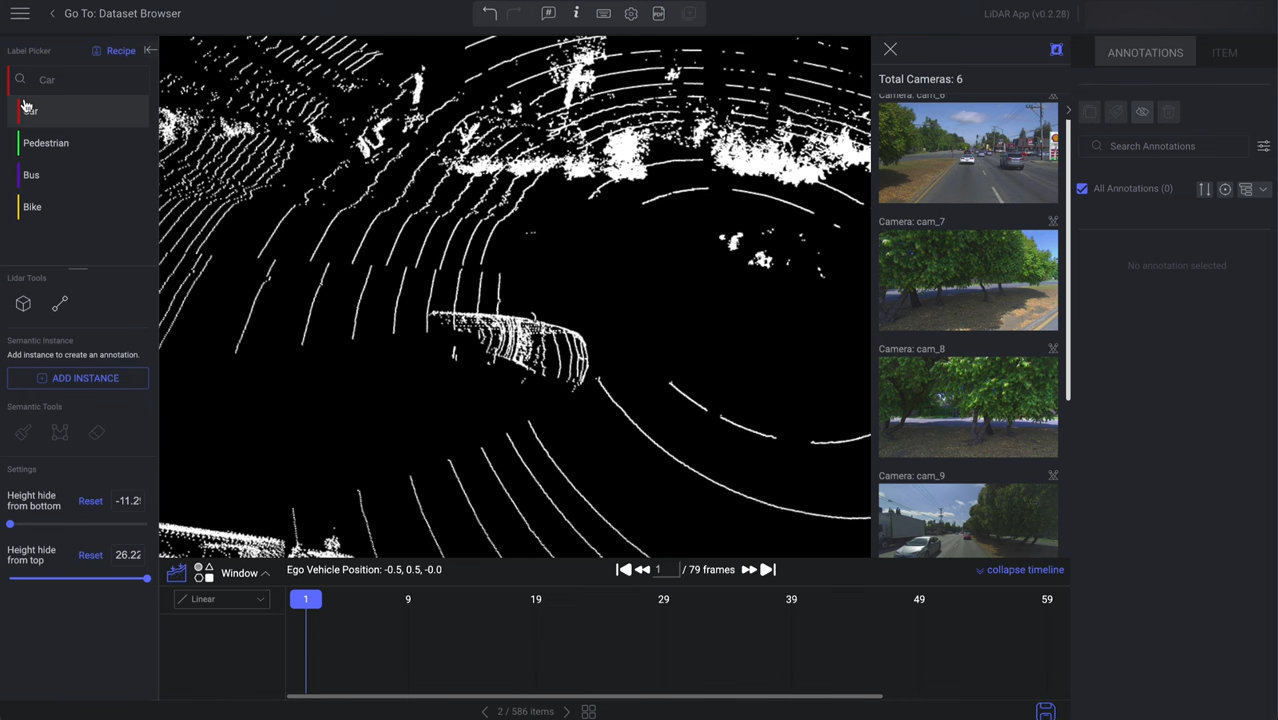 Go To: Dataset Browser
LiDAR App (v0.2.28)
Label Picker
Recipe
Car
Pedestrian
Bus
Bike
Lidar Tools
Semantic Instance
Add instance to create an annotation.
ADD INSTANCE
Semantic Tools
Settings
Height hide from bottom
Reset
-11.2
Height hide from top
Reset
26.22
Total Cameras: 6
Camera: cam_6
Camera: cam_7
Camera: cam_8
Camera: cam_9
ANNOTATIONS
ITEM
Search Annotations
All Annotations (0)
No annotation selected
Window
Ego Vehicle Position: -0.5, 0.5, -0.0
1 / 79 frames
collapse timeline
Linear
1 9 19 29 39 49 59
2 / 586 items